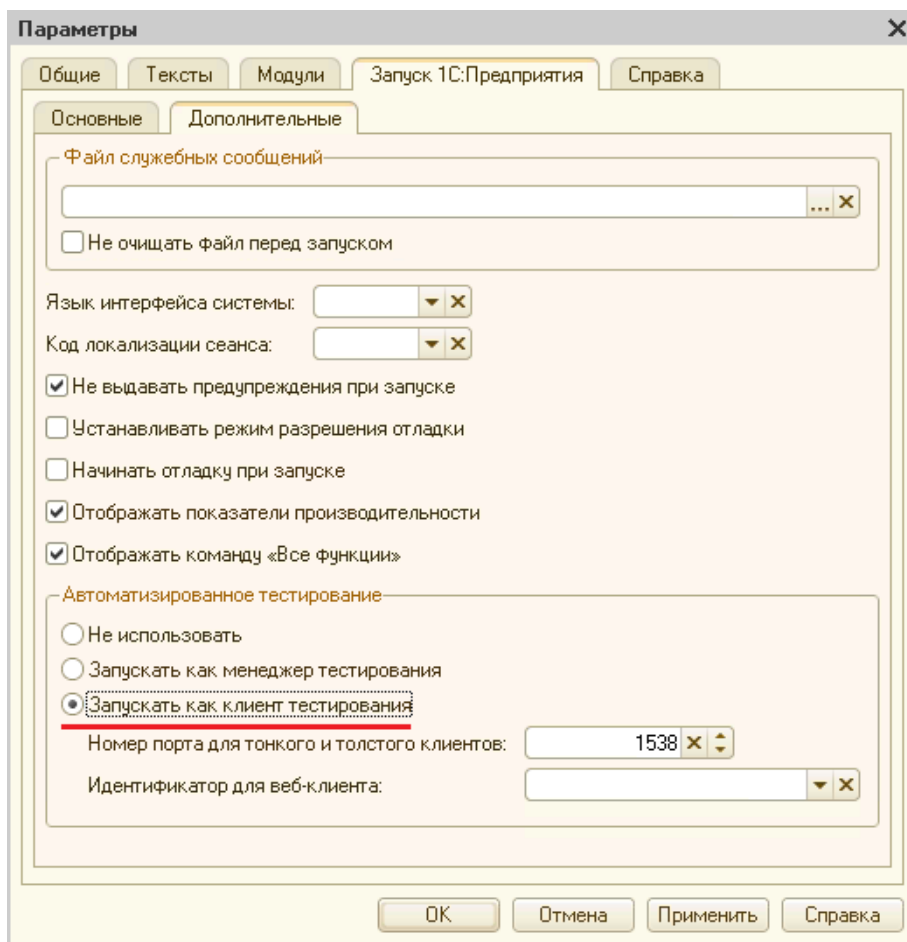 Параметры
Общие Тексты Модули Запуск 1С:Предприятия Справка
Основные Дополнительные
Файл служебных сообщений
...
Не очищать файл перед запуском
Язык интерфейса системы:
Код локализации сеанса:
Не выдавать предупреждения при запуске
Устанавливать режим разрешения отладки
Начинать отладку при запуске
Отображать показатели производительности
Отображать команду «Все функции»
Автоматизированное тестирование
Не использовать
Запускать как менеджер тестирования
Запускать как клиент тестирования
Номер порта для тонкого и толстого клиентов: 1538
Идентификатор для веб-клиента:
OK Отмена Применить Справка